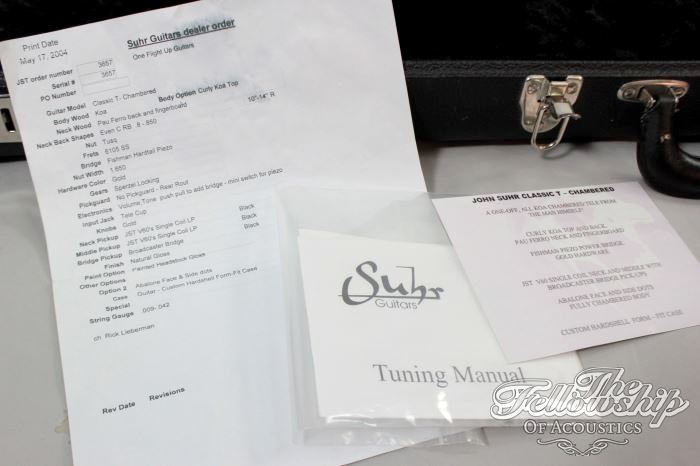 Print Date
May 17, 2004
Suhr Guitars dealer order
One Flight Up Guitars
JST order number 3657
Serial # 3657
PO Number
Guitar Model Classic T- Chambered
Body Wood Koa Body Option Curly Koa Top
Neck Wood Pau Ferro back and fingerboard 10"-14" R
Neck Back Shapes Even C RB .8 -.850
Nut Tusq
Frets 6105 SS
Bridge Fishman Hardtail Piezo
Nut Width 1.650
Hardware Color Gold
Gears Sperzel Locking
Pickguard No Pickguard - Rear Rout
Electronics Volume,Tone push pull to add bridge - mini switch for piezo
Input Jack Tele Cup
Knobs Gold
Neck Pickup JST V60's Single Coil LP Black
Middle Pickup JST V60's Single Coil LP Black
Bridge Pickup Broadcaster Bridge Black
Finish Natural Gloss
Paint Option Painted Headstock Gloss
Other Options
Option 2 Abalone Face & Side dots
Case Guitar - Custom Hardshell Form-Fit Case
Special
String Gauge .009-.042
ch Rick Lieberman
Rev Date Revisions
Suhr
Guitars
Tuning Manual
JOHN SUHR CLASSIC T - CHAMBERED
A ONE-OFF, ALL KOA CHAMBERED TELE FROM
"THE MAN HIMSELF"
CURLY KOA TOP AND BACK
PAU FERRO NECK AND FINGERBOARD
FISHMAN PIEZO POWER BRIDGE
GOLD HARDWARE
JST V60 SINGLE COIL NECK AND MIDDLE WITH
BROADCASTER BRIDGE PICK-UPS
ABALONE FACE AND SIDE DOTS
FULLY CHAMBERED BODY
CUSTOM HARDSHELL FORM - FIT CASE
The
Fellowship
Of Acoustics